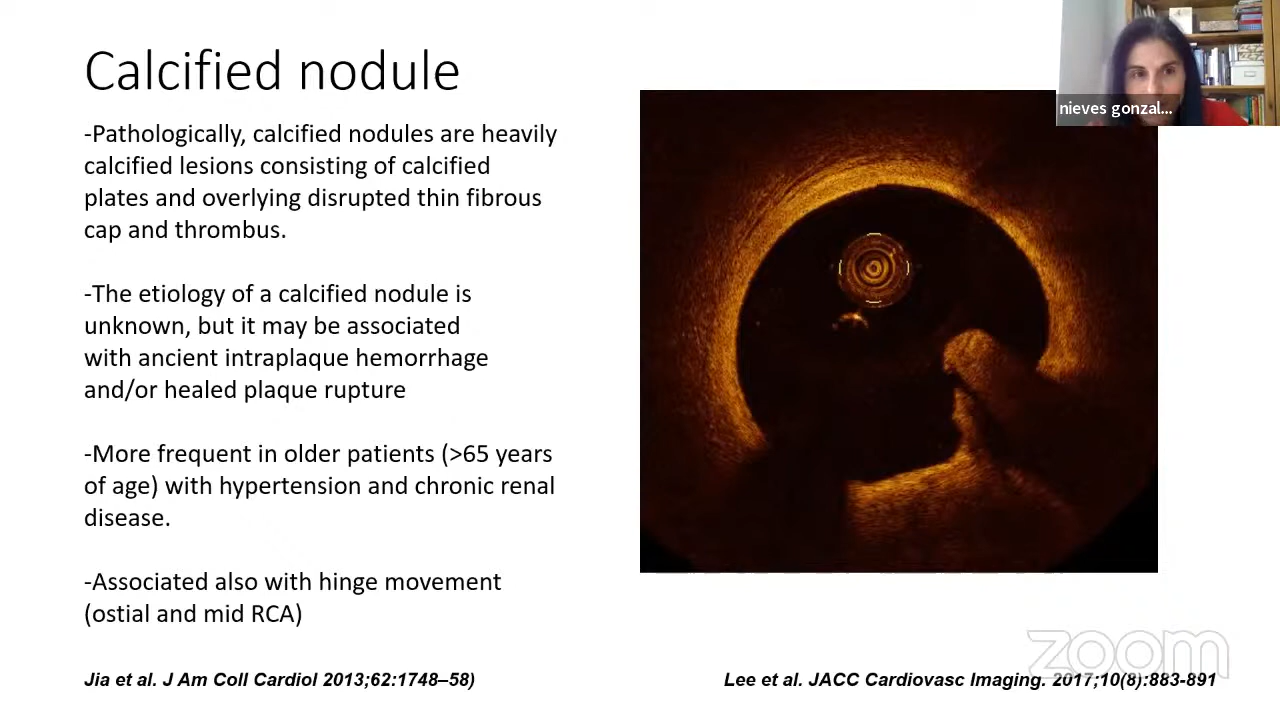 Calcified nodule
nieves gonzal...
-Pathologically, calcified nodules are heavily
calcified lesions consisting of calcified
plates and overlying disrupted thin fibrous
cap and thrombus.
-The etiology of a calcified nodule is
unknown, but it may be associated
with ancient intraplaque hemorrhage
and/or healed plaque rupture
-More frequent in older patients (>65 years
of age) with hypertension and chronic renal
disease.
-Associated also with hinge movement
(ostial and mid RCA)
zoom
Jia et al. J Am Coll Cardiol 2013;62:1748–58)
Lee et al. JACC Cardiovasc Imaging. 2017;10(8):883-891